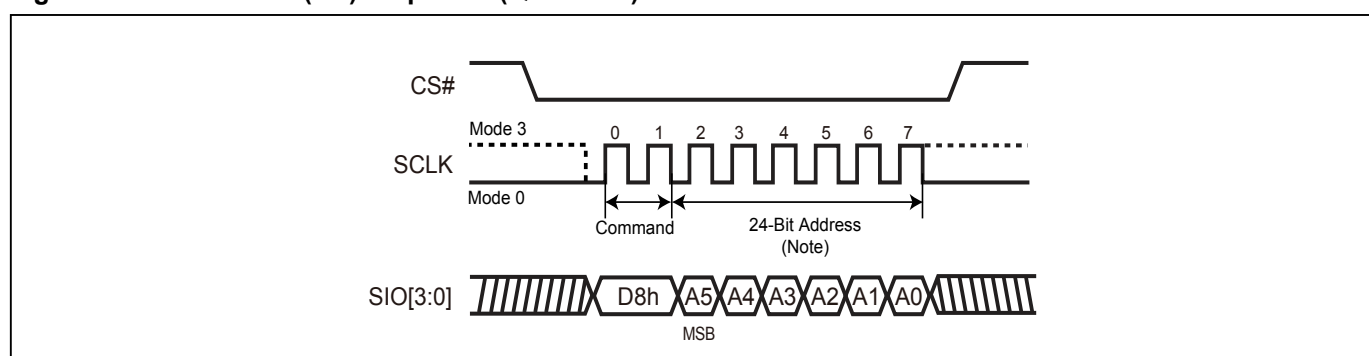 CS#
Mode 3
0 1 2 3 4 5 6 7
SCLK
Mode 0
Command
24-Bit Address
(Note)
SIO[3:0]
D8h A5 A4 A3 A2 A1 A0
MSB